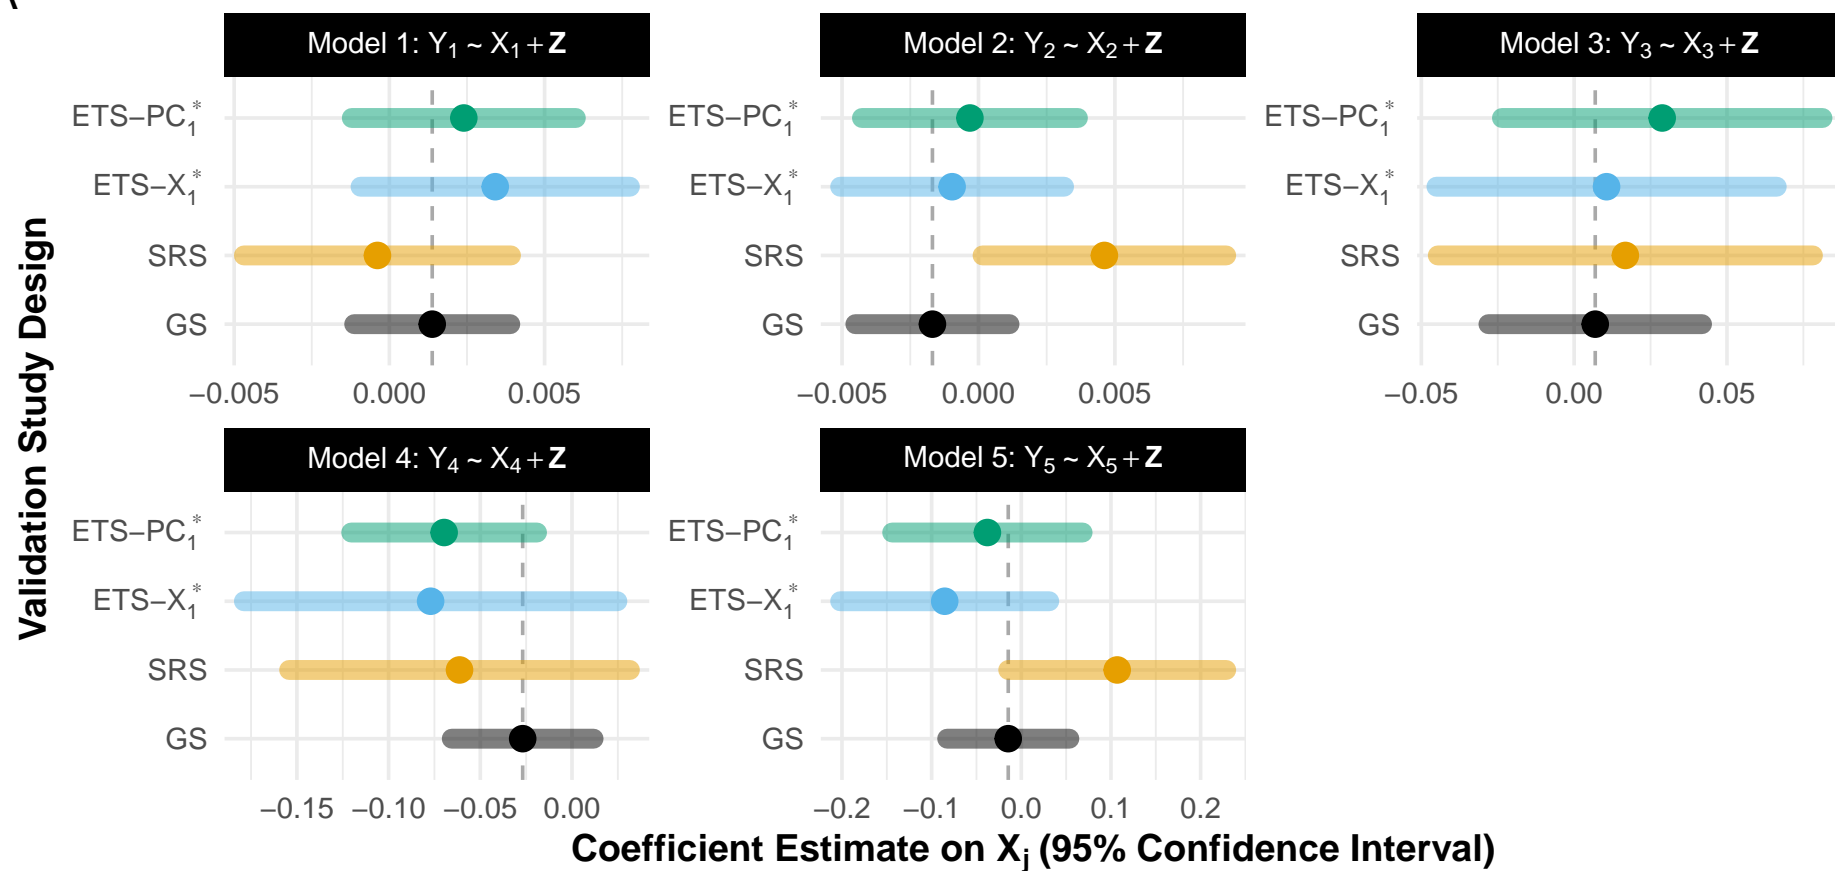 Model 1: Y₁ ~ X₁ + Z
Model 2: Y₂ ~ X₂ + Z
Model 3: Y₃ ~ X₃ + Z
ETS−PC₁*
ETS−X₁*
SRS
GS
−0.005 0.000 0.005
ETS−PC₁*
ETS−X₁*
SRS
GS
−0.005 0.000 0.005
ETS−PC₁*
ETS−X₁*
SRS
GS
−0.05 0.00 0.05
Validation Study Design
Model 4: Y₄ ~ X₄ + Z
Model 5: Y₅ ~ X₅ + Z
ETS−PC₁*
ETS−X₁*
SRS
GS
−0.15 −0.10 −0.05 0.00
ETS−PC₁*
ETS−X₁*
SRS
GS
−0.2 −0.1 0.0 0.1 0.2
Coefficient Estimate on Xⱼ (95% Confidence Interval)